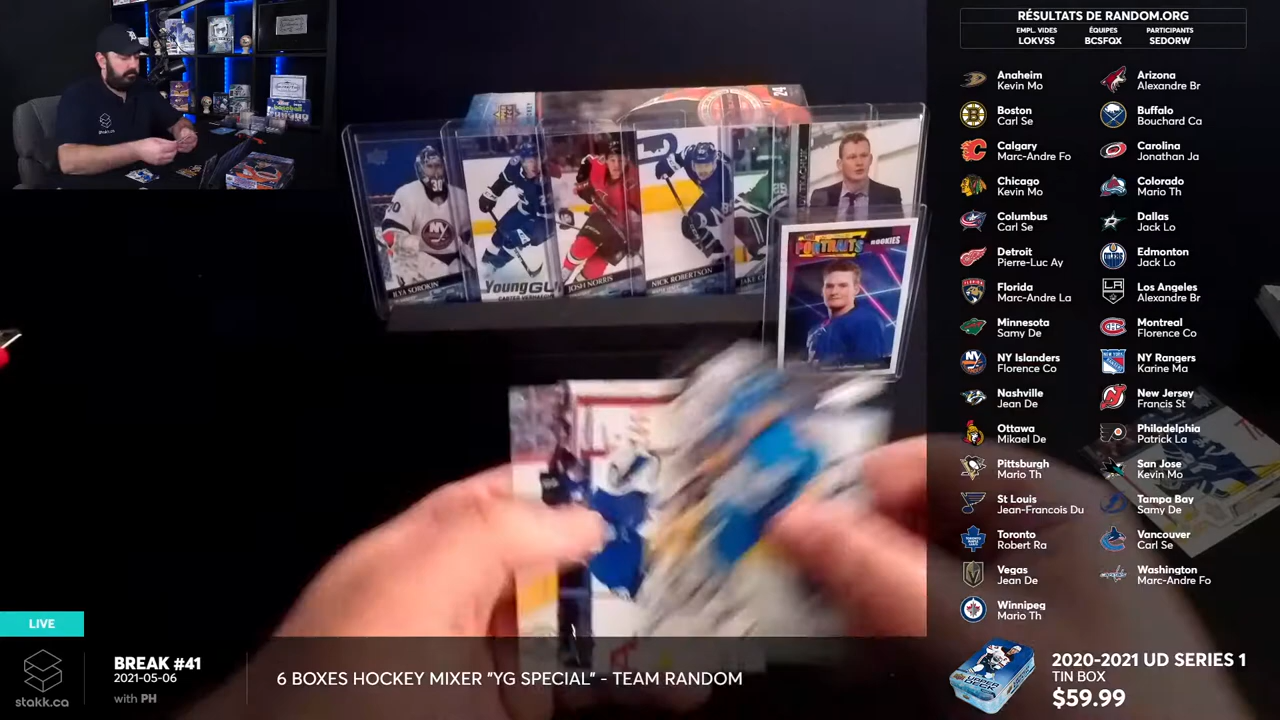 RÉSULTATS DE RANDOM.ORG
EMPL. VIDES ÉQUIPES PARTICIPANTS
LOKVSS BCSFQX SEDORW
Anaheim
Kevin Mo
Arizona
Alexandre Br
Boston
Carl Se
Buffalo
Bouchard Ca
Calgary
Marc-Andre Fo
Carolina
Jonathan Ja
Chicago
Kevin Mo
Colorado
Mario Th
Columbus
Carl Se
Dallas
Jack Lo
Detroit
Pierre-Luc Ay
Edmonton
Jack Lo
Florida
Marc-Andre La
Los Angeles
Alexandre Br
Minnesota
Samy De
Montreal
Florence Co
NY Islanders
Florence Co
NY Rangers
Karine Ma
Nashville
Jean De
New Jersey
Francis St
Ottawa
Mikael De
Philadelphia
Patrick La
Pittsburgh
Mario Th
San Jose
Kevin Mo
St Louis
Jean-Francois Du
Tampa Bay
Samy De
Toronto
Robert Ra
Vancouver
Carl Se
Vegas
Jean De
Washington
Marc-Andre Fo
Winnipeg
Mario Th
24
ILYA SOROKIN
Young GU
JOSH NORRIS
NICK ROBERTSON
JAKE
PORTRAITS ROOKIES
LIVE
stakk.ca
BREAK #41
2021-05-06
with PH
6 BOXES HOCKEY MIXER "YG SPECIAL" - TEAM RANDOM
2020-2021 UD SERIES 1
TIN BOX
$59.99